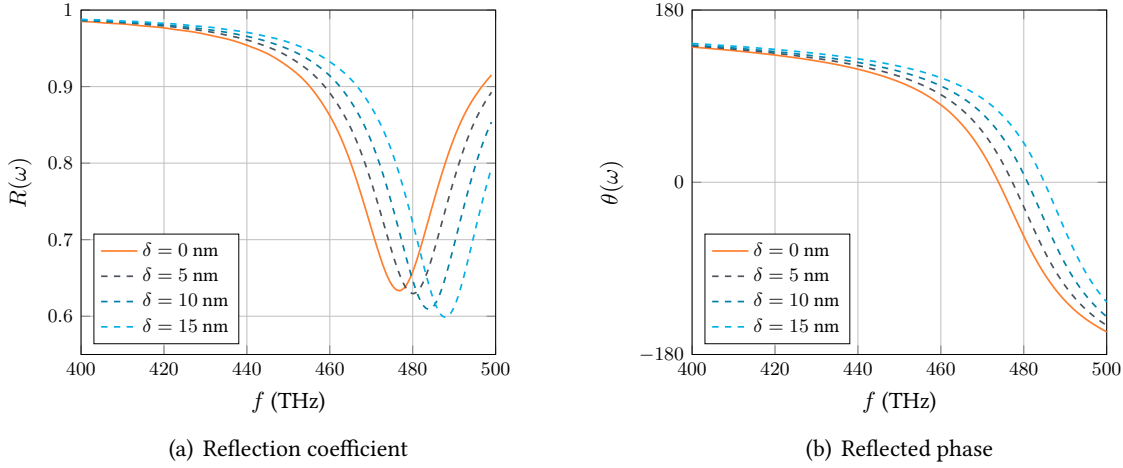 1
0.9
0.8
0.7
0.6
R(ω)
δ = 0 nm
δ = 5 nm
δ = 10 nm
δ = 15 nm
400 420 440 460 480 500
f (THz)
(a) Reflection coefficient
180
0
−180
θ(ω)
δ = 0 nm
δ = 5 nm
δ = 10 nm
δ = 15 nm
400 420 440 460 480 500
f (THz)
(b) Reflected phase